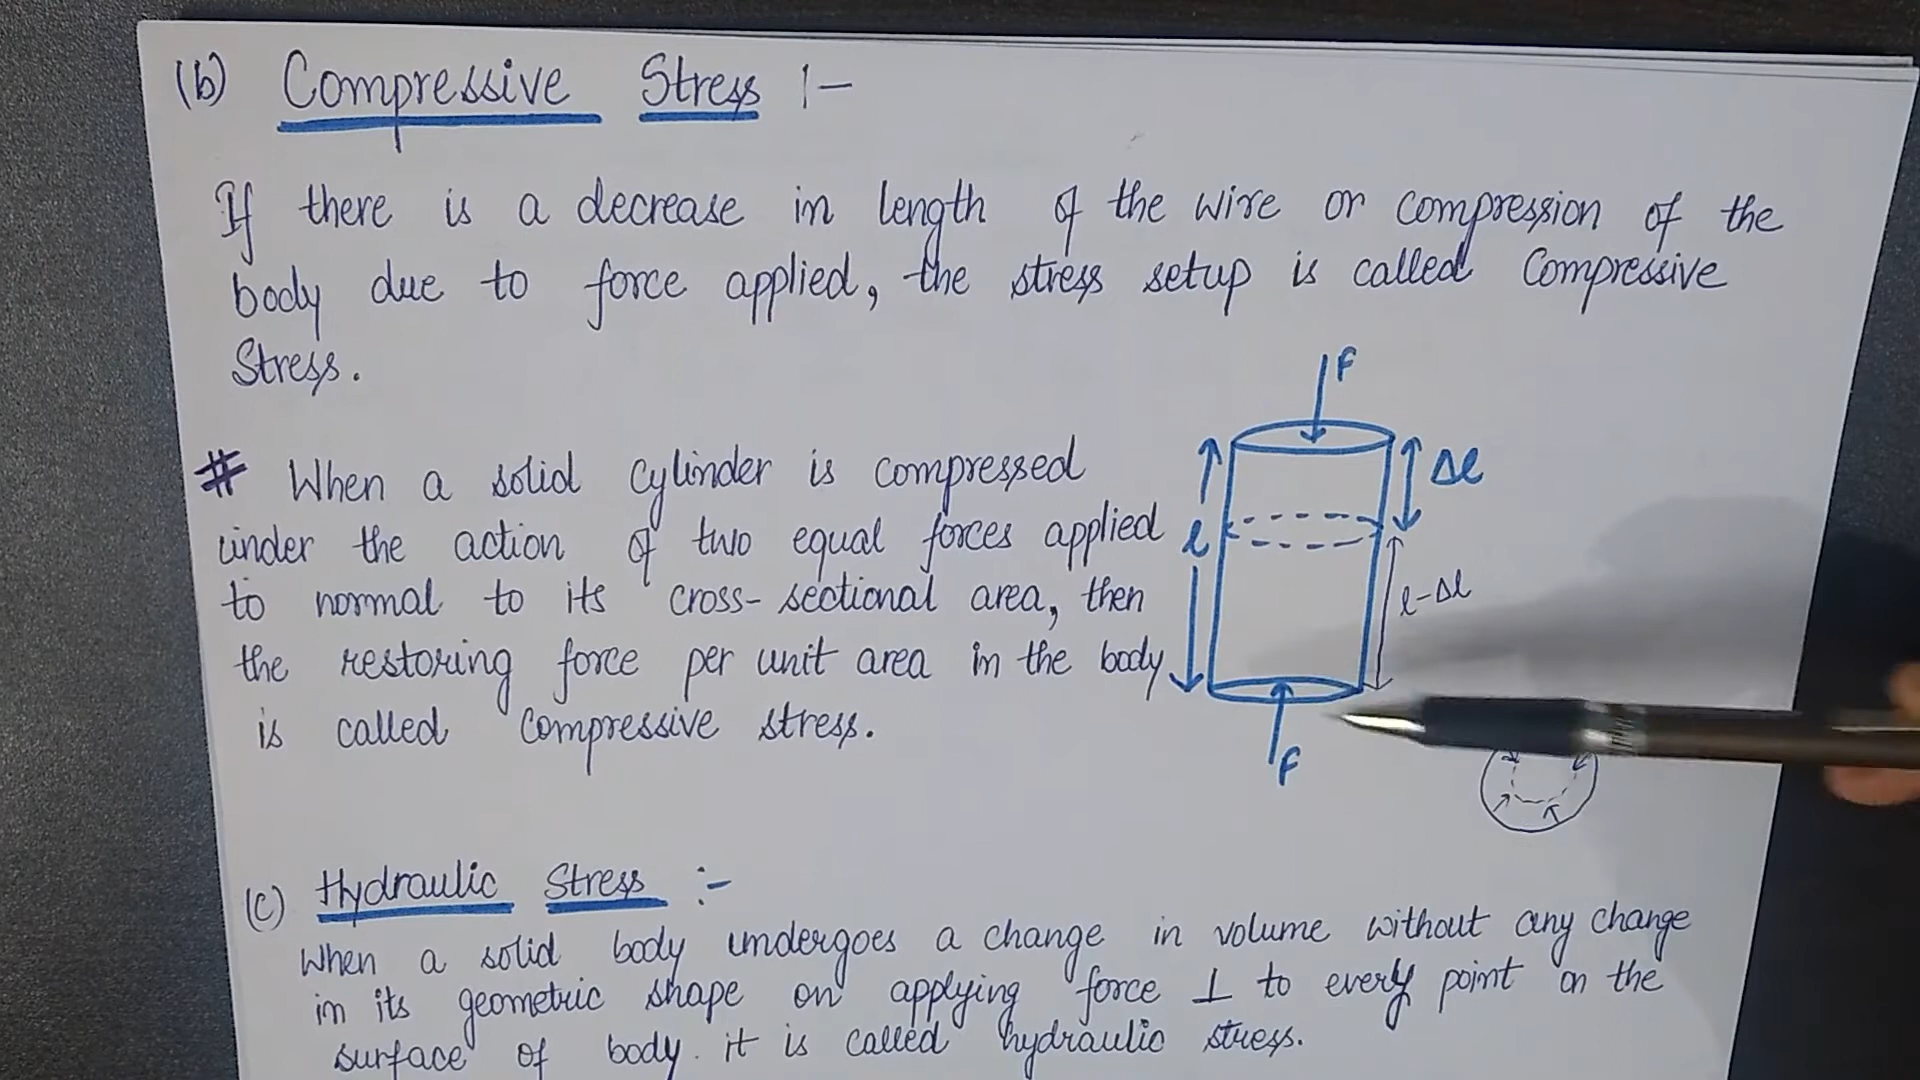 (b) Compressive Stress :-
If there is a decrease in length of the wire or compression of the
body due to force applied, the stress setup is called Compressive
Stress.
# When a solid cylinder is compressed
under the action of two equal forces applied
to normal to its cross-sectional area, then
the restoring force per unit area in the body
is called Compressive stress.
F
Δl
l
l-Δl
F
(c) Hydraulic Stress :-
When a solid body undergoes a change in volume without any change
in its geometric shape on applying force ⊥ to every point on the
surface of body. it is called hydraulic stress.